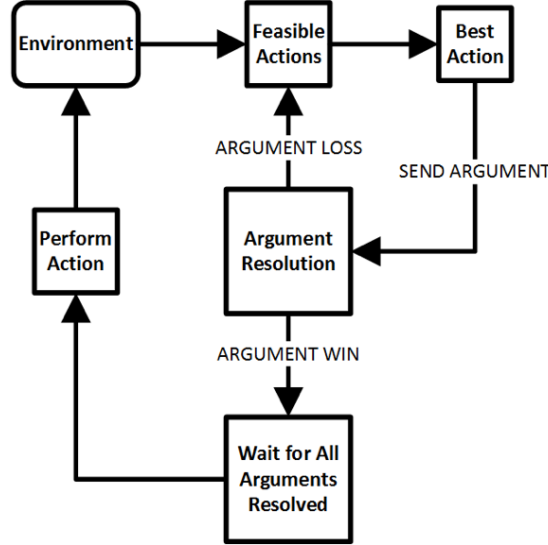 Environment
Feasible
Actions
Best
Action
ARGUMENT LOSS
SEND ARGUMENT
Perform
Action
Argument
Resolution
ARGUMENT WIN
Wait for All
Arguments
Resolved